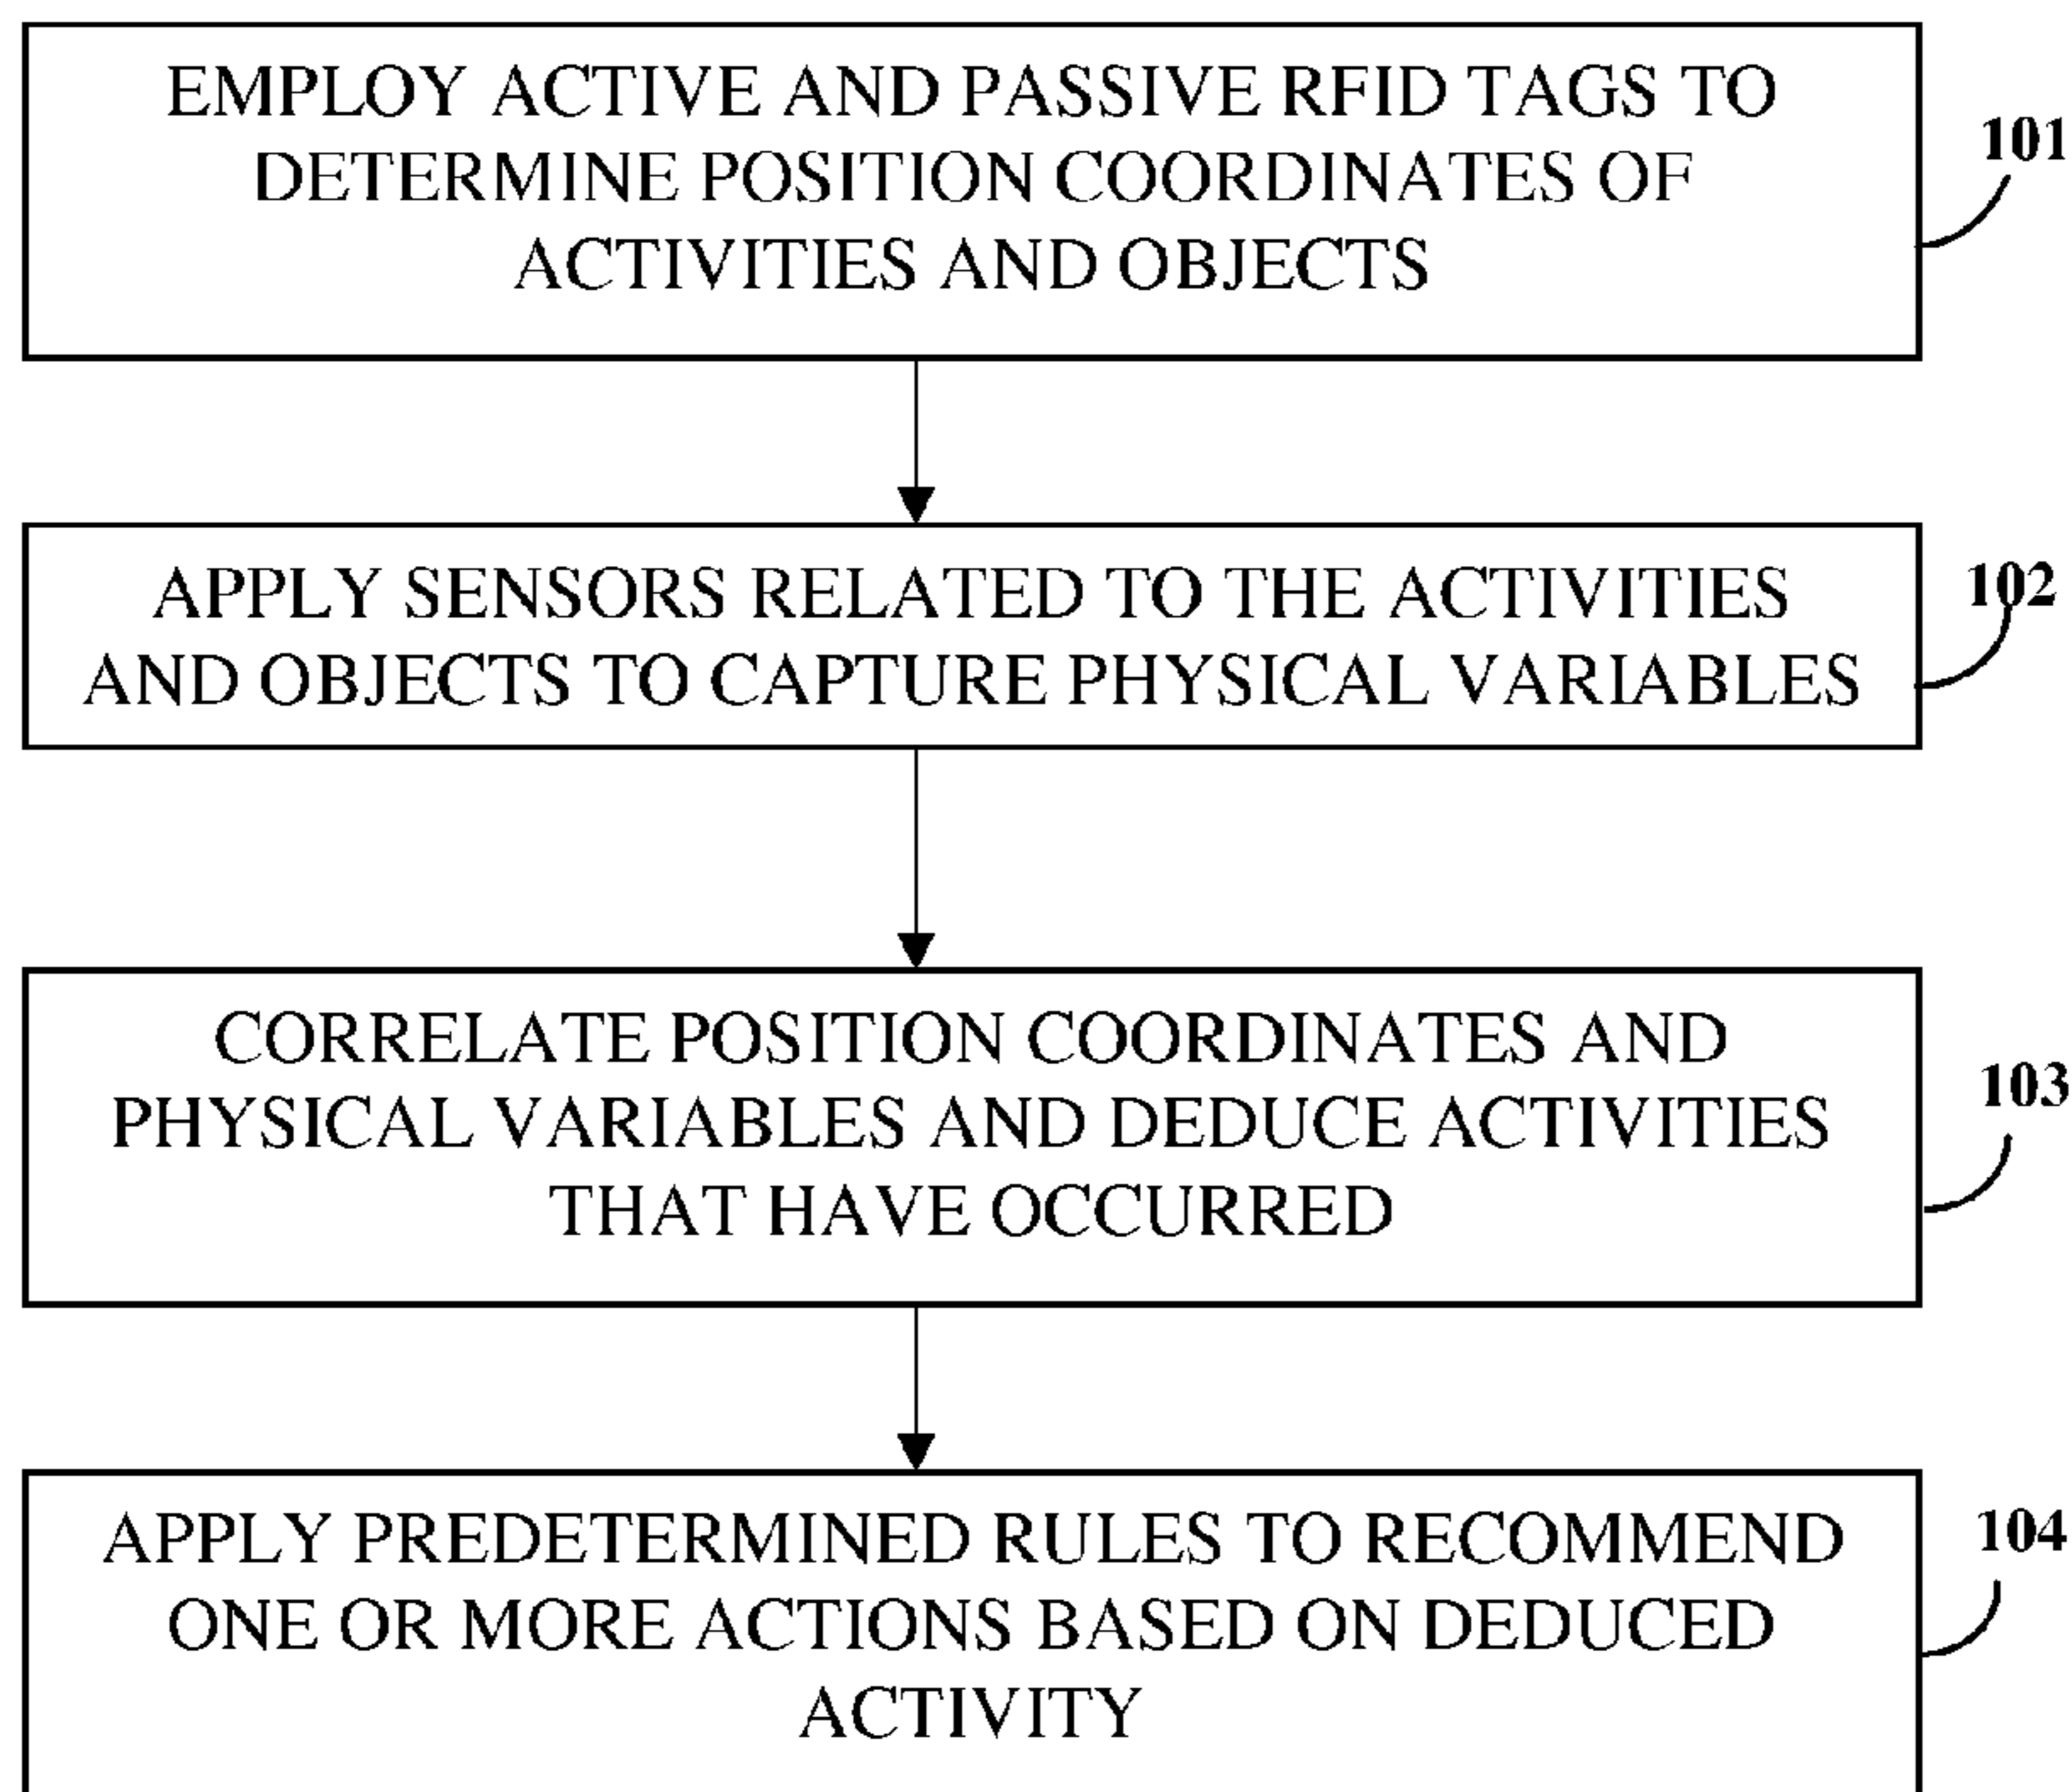 EMPLOY ACTIVE AND PASSIVE RFID TAGS TO
DETERMINE POSITION COORDINATES OF
ACTIVITIES AND OBJECTS
101
APPLY SENSORS RELATED TO THE ACTIVITIES
AND OBJECTS TO CAPTURE PHYSICAL VARIABLES
102
CORRELATE POSITION COORDINATES AND
PHYSICAL VARIABLES AND DEDUCE ACTIVITIES
THAT HAVE OCCURRED
103
APPLY PREDETERMINED RULES TO RECOMMEND
ONE OR MORE ACTIONS BASED ON DEDUCED
ACTIVITY
104